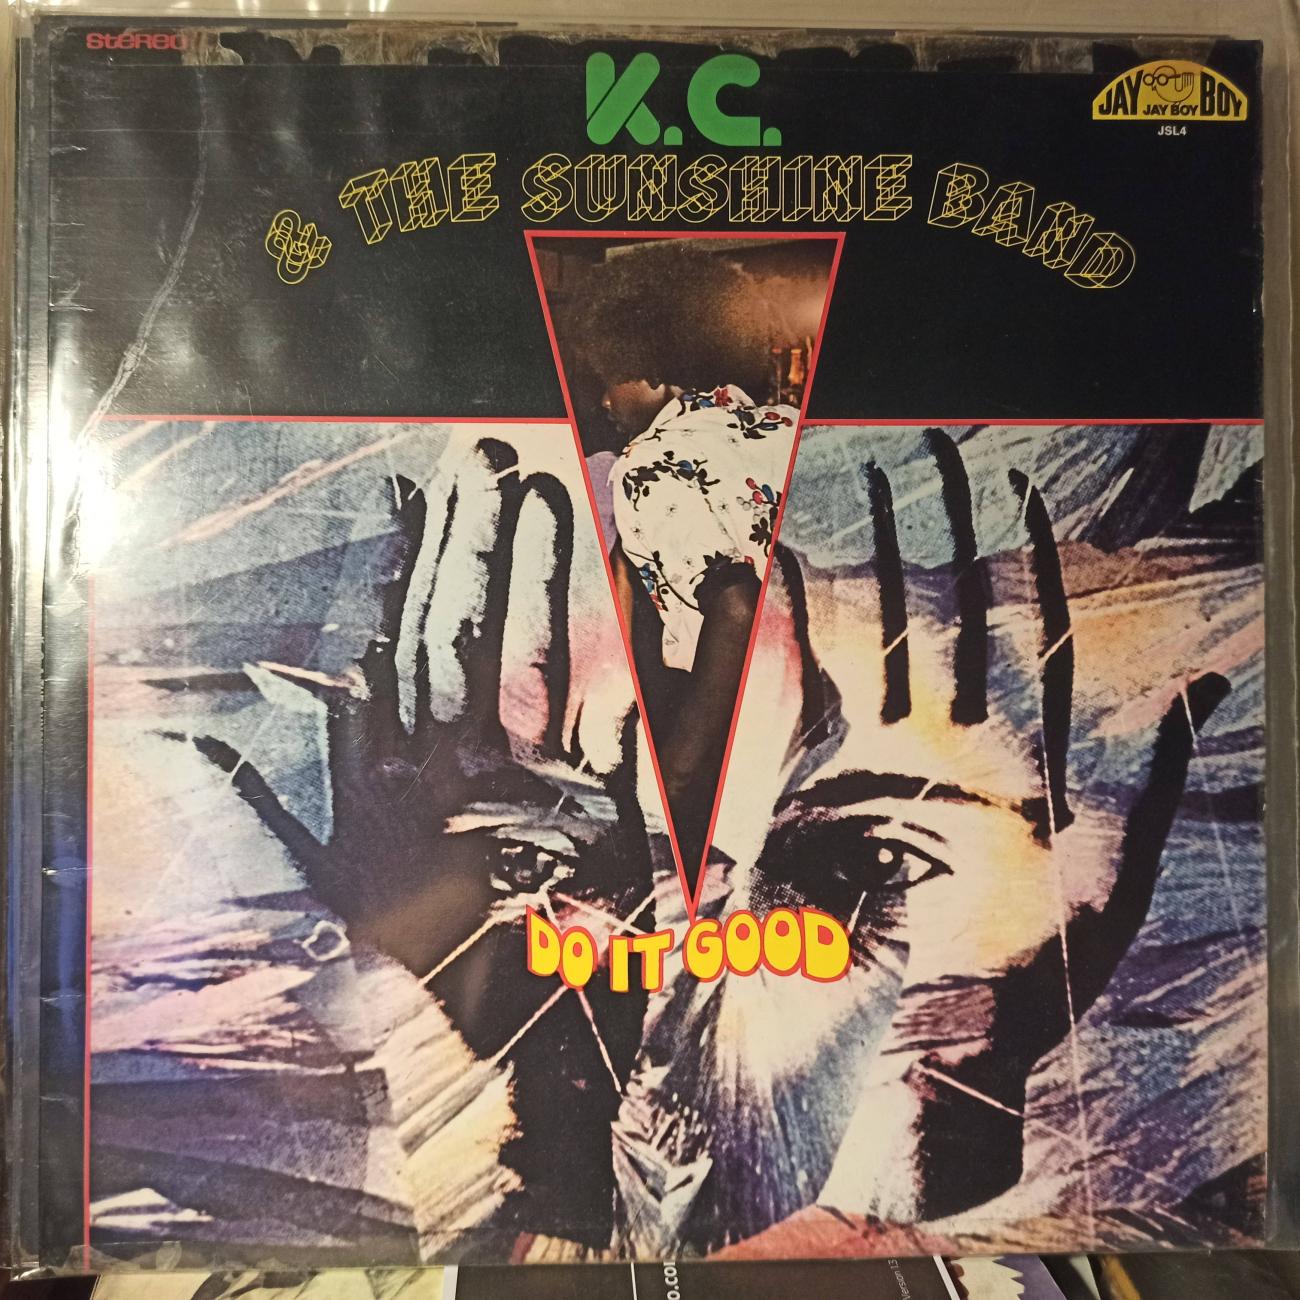 stereo
K.C.
JAY BOY
JAY BOY
JSL4
& THE SUNSHINE BAND
DO IT GOOD